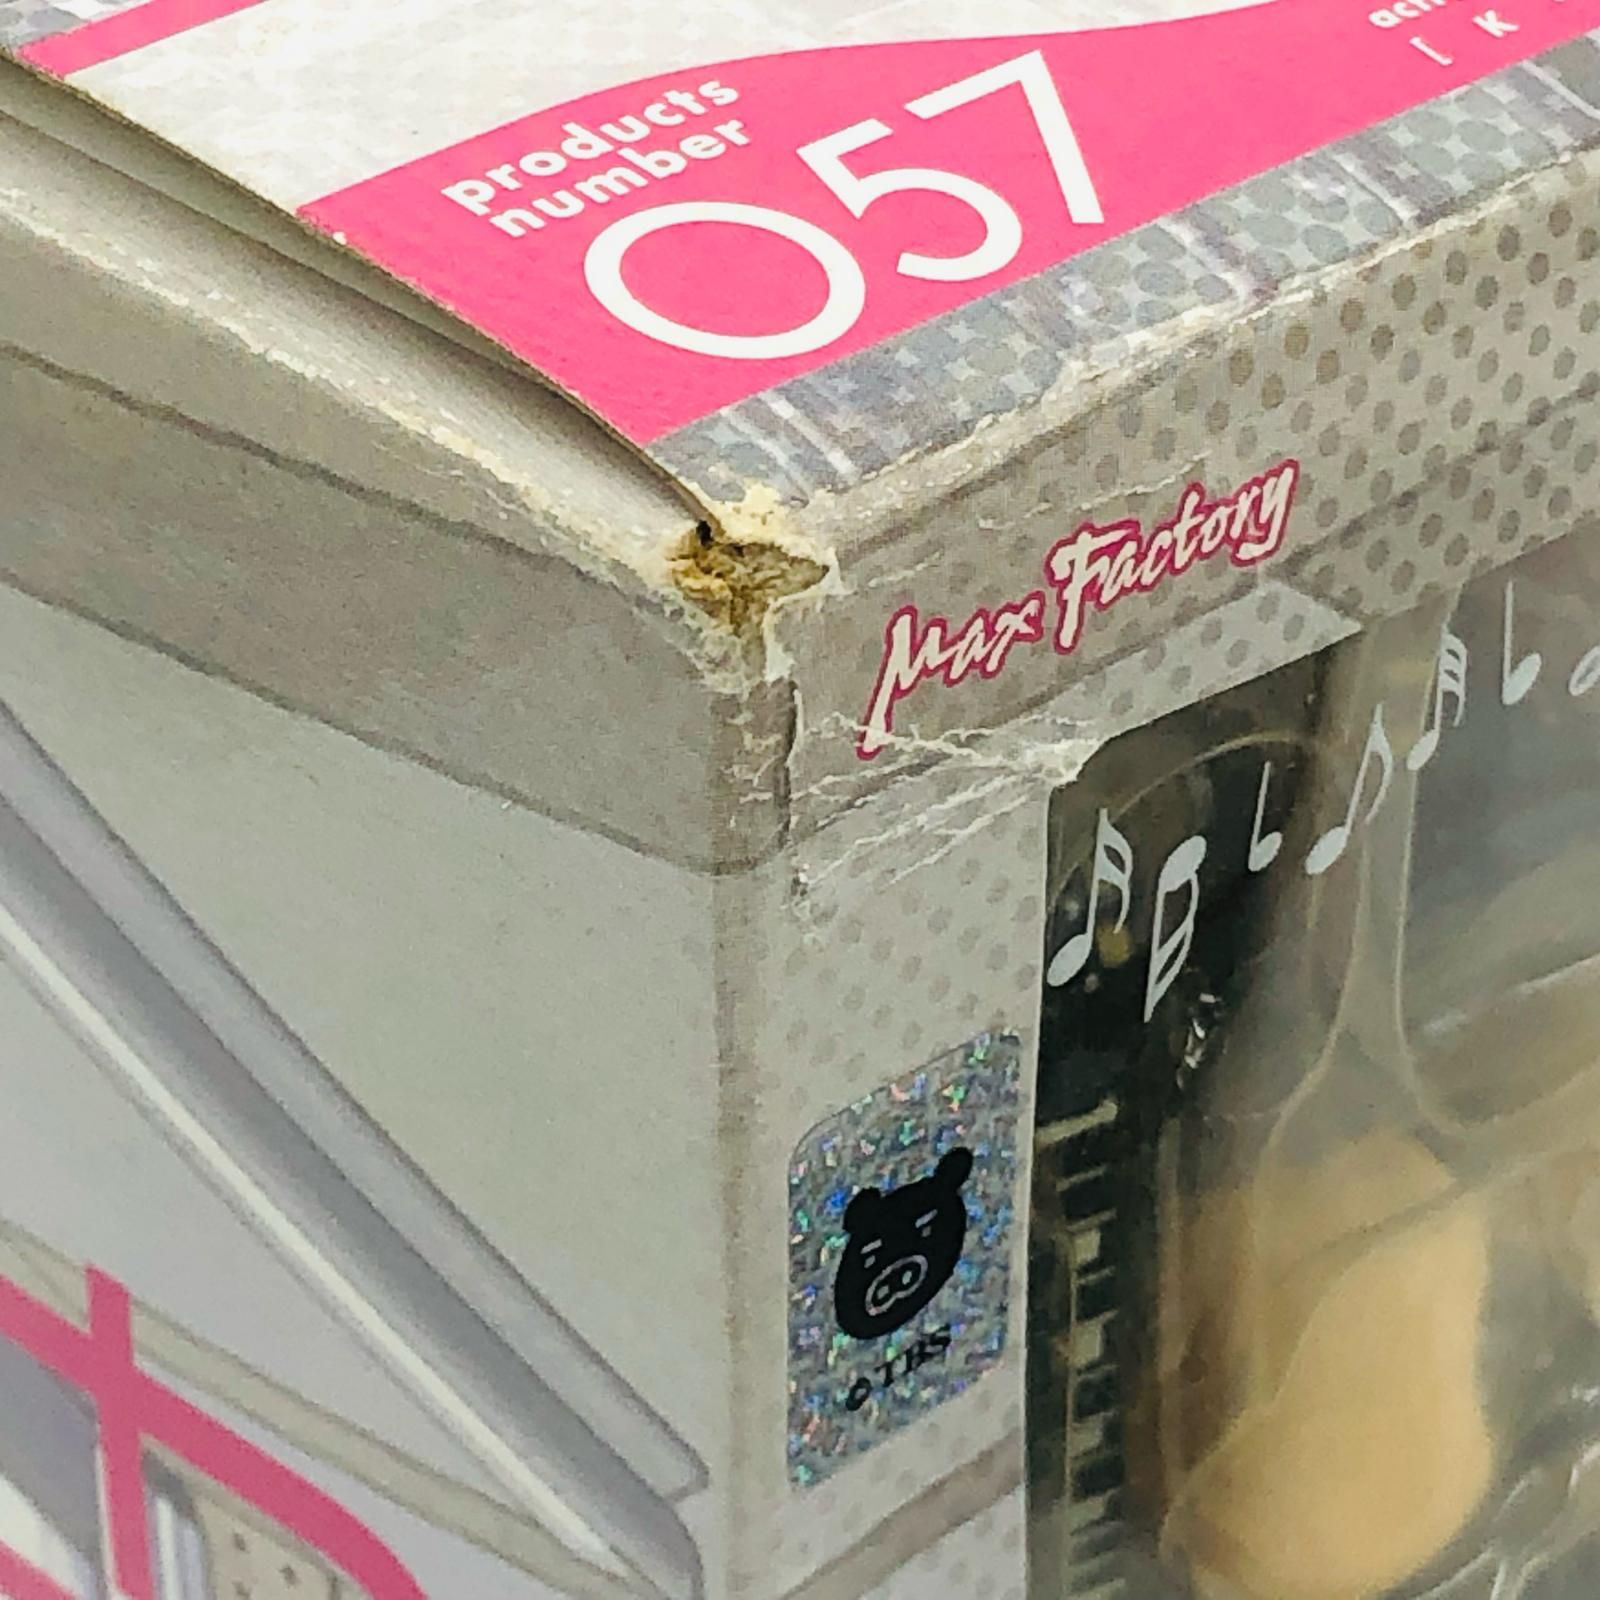 products
number
057
Max Factory
©TBS